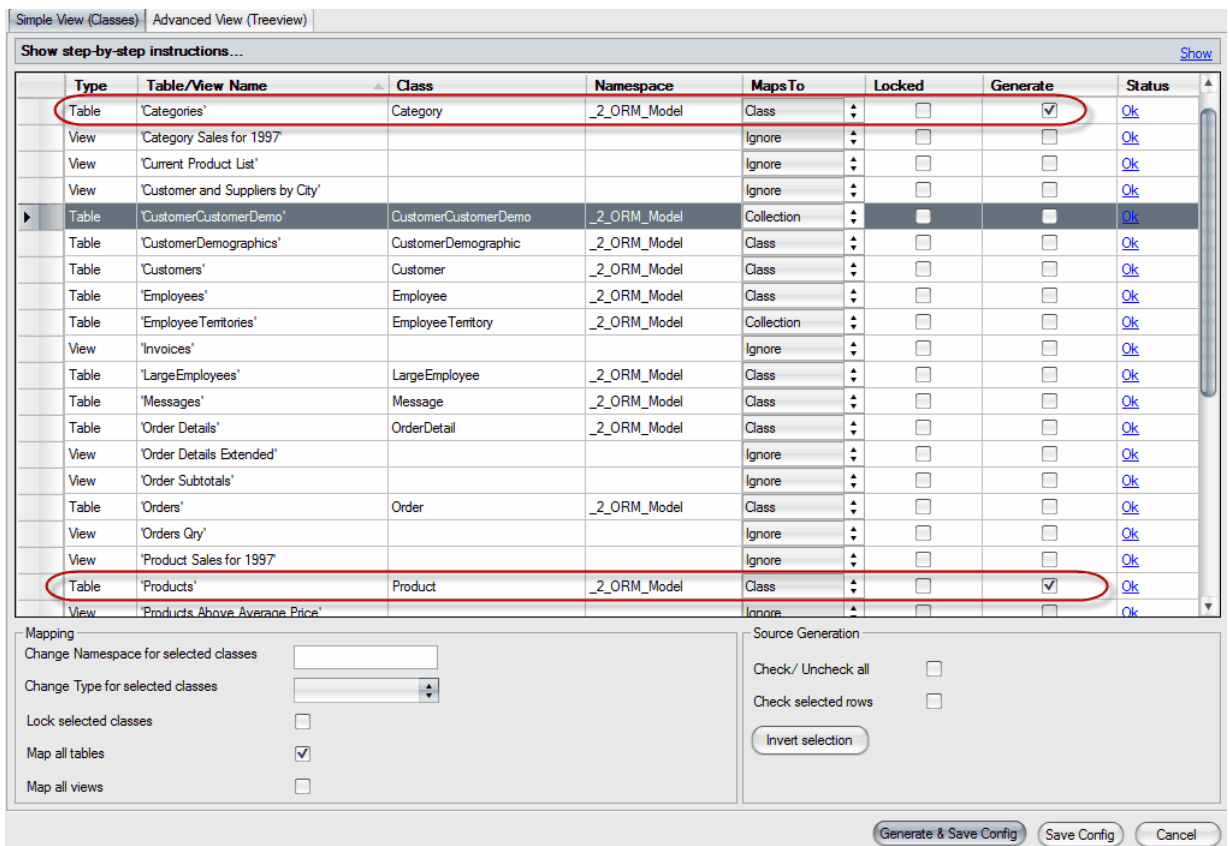 Simple View (Classes) Advanced View (Treeview)
Show step-by-step instructions... Show
Type Table/View Name Class Namespace MapsTo Locked Generate Status
Table 'Categories' Category _2_ORM_Model Class Ok
View 'Category Sales for 1997' Ignore Ok
View 'Current Product List' Ignore Ok
View 'Customer and Suppliers by City' Ignore Ok
Table 'CustomerCustomerDemo' CustomerCustomerDemo _2_ORM_Model Collection Ok
Table 'CustomerDemographics' CustomerDemographic _2_ORM_Model Class Ok
Table 'Customers' Customer _2_ORM_Model Class Ok
Table 'Employees' Employee _2_ORM_Model Class Ok
Table 'EmployeeTerritories' EmployeeTerritory _2_ORM_Model Collection Ok
View 'Invoices' Ignore Ok
Table 'LargeEmployees' LargeEmployee _2_ORM_Model Class Ok
Table 'Messages' Message _2_ORM_Model Class Ok
Table 'Order Details' OrderDetail _2_ORM_Model Class Ok
View 'Order Details Extended' Ignore Ok
View 'Order Subtotals' Ignore Ok
Table 'Orders' Order _2_ORM_Model Class Ok
View 'Orders Qry' Ignore Ok
View 'Product Sales for 1997' Ignore Ok
Table 'Products' Product _2_ORM_Model Class Ok
View 'Products Above Average Price' Ignore Ok
Mapping
Change Namespace for selected classes
Change Type for selected classes
Lock selected classes
Map all tables
Map all views
Source Generation
Check/ Uncheck all
Check selected rows
Invert selection
Generate & Save Config Save Config Cancel